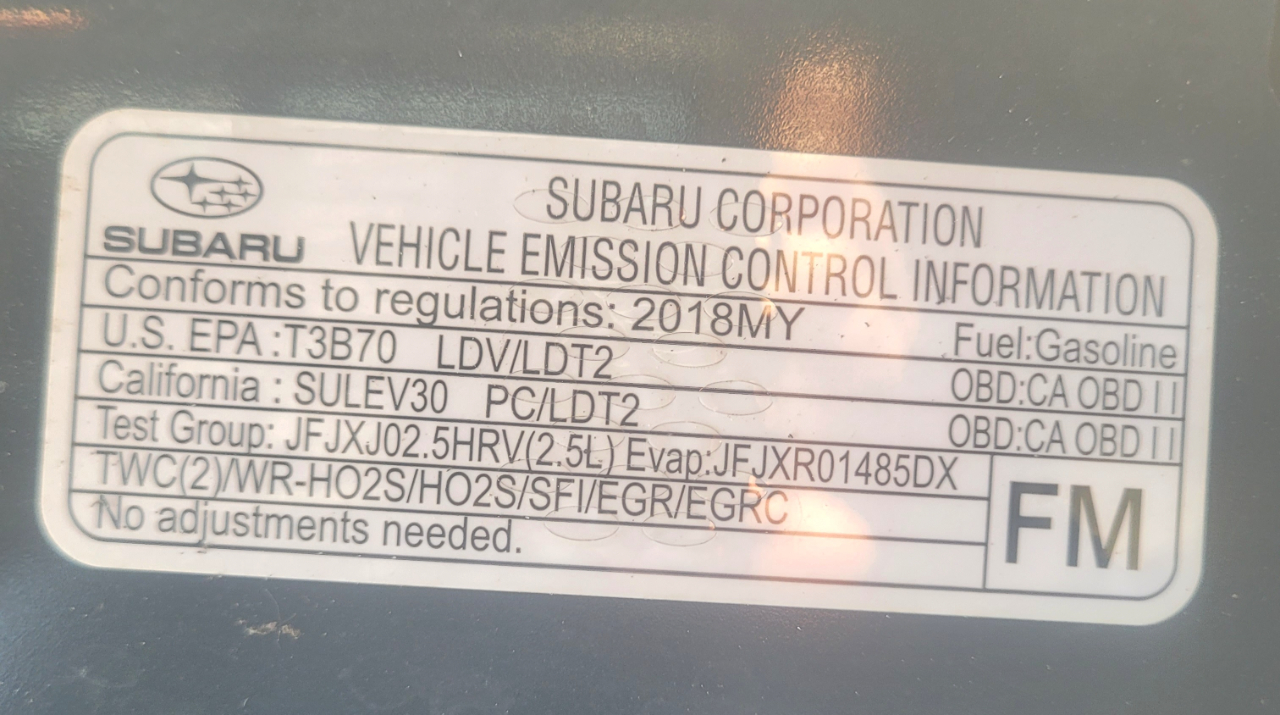 SUBARU CORPORATION
SUBARU VEHICLE EMISSION CONTROL INFORMATION
Conforms to regulations: 2018MY Fuel:Gasoline
U.S. EPA :T3B70 LDV/LDT2 OBD:CA OBD II
California : SULEV30 PC/LDT2 OBD:CA OBD II
Test Group: JFJXJ02.5HRV(2.5L) Evap:JFJXR01485DX
TWC(2)/WR-HO2S/HO2S/SFI/EGR/EGRC
No adjustments needed.
FM